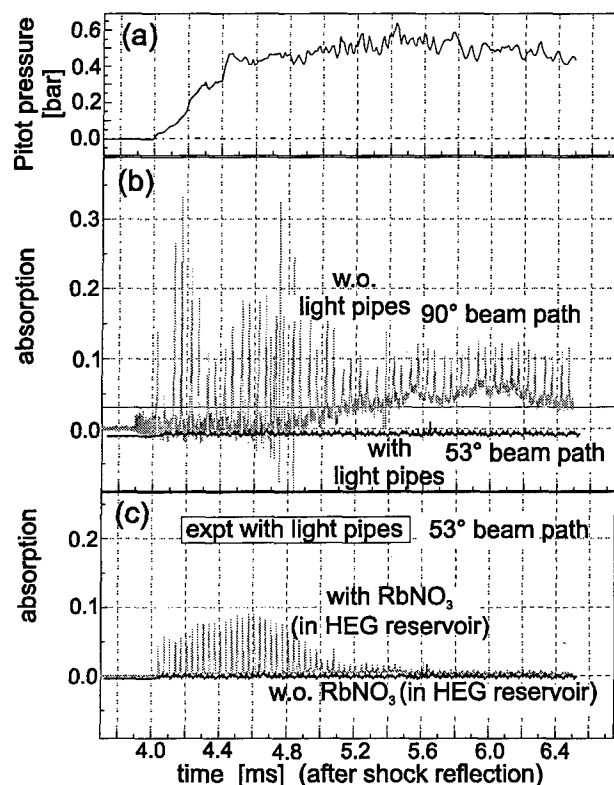 (a)
Pitot pressure
[bar]
0.6
0.4
0.2
0.0
(b)
absorption
0.3
0.2
0.1
0.0
w.o.
light pipes
90° beam path
with
light pipes
53° beam path
(c)
absorption
0.2
0.1
0.0
expt with light pipes
53° beam path
with RbNO₃
(in HEG reservoir)
w.o. RbNO₃ (in HEG reservoir)
4.0 4.4 4.8 5.2 5.6 6.0 6.4
time [ms] (after shock reflection)